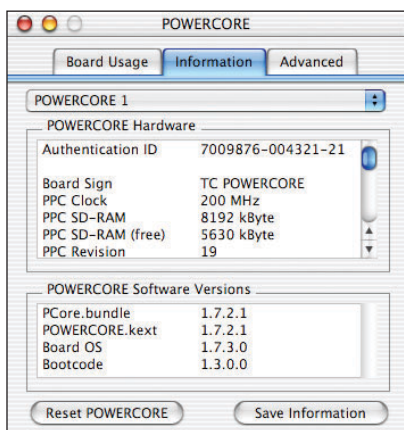 POWERCORE
Board Usage Information Advanced
POWERCORE 1
POWERCORE Hardware
Authentication ID 7009876-004321-21
Board Sign TC POWERCORE
PPC Clock 200 MHz
PPC SD-RAM 8192 kByte
PPC SD-RAM (free) 5630 kByte
PPC Revision 19
POWERCORE Software Versions
PCore.bundle 1.7.2.1
POWERCORE.kext 1.7.2.1
Board OS 1.7.3.0
Bootcode 1.3.0.0
Reset POWERCORE Save Information